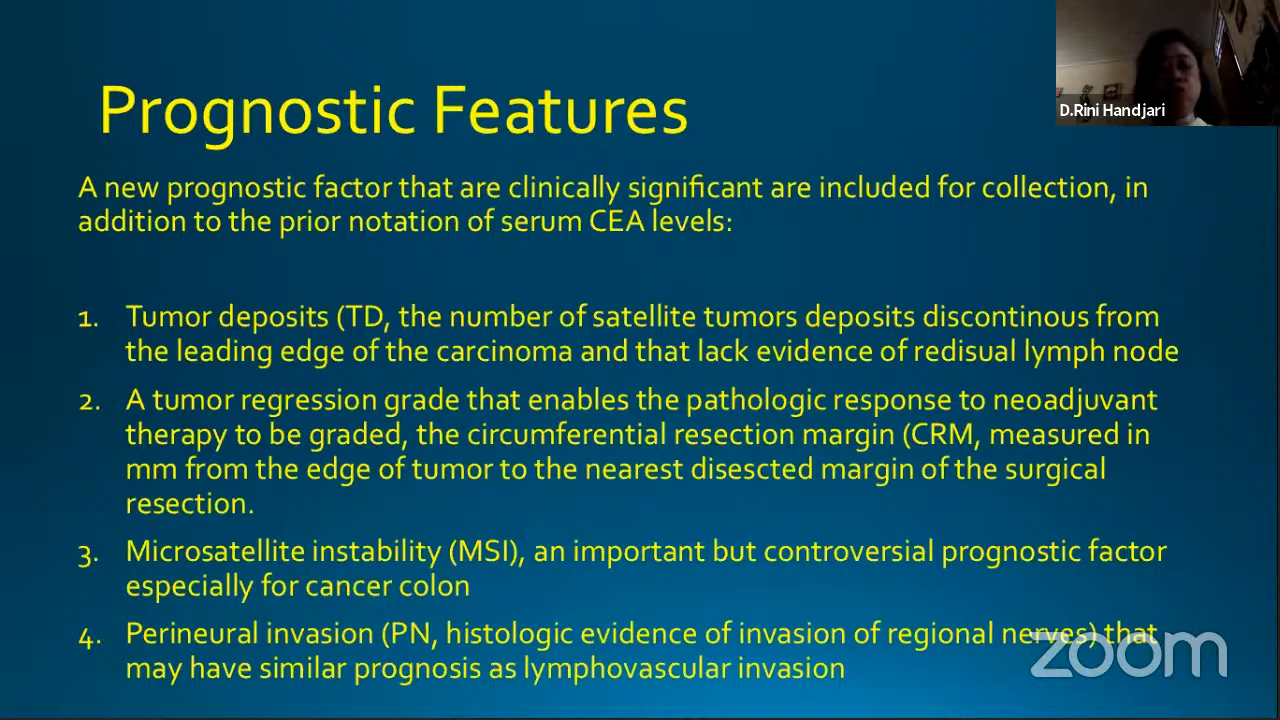 Prognostic Features
D.Rini Handjari
A new prognostic factor that are clinically significant are included for collection, in
addition to the prior notation of serum CEA levels:
1. Tumor deposits (TD, the number of satellite tumors deposits discontinous from
the leading edge of the carcinoma and that lack evidence of redisual lymph node
2. A tumor regression grade that enables the pathologic response to neoadjuvant
therapy to be graded, the circumferential resection margin (CRM, measured in
mm from the edge of tumor to the nearest disescted margin of the surgical
resection.
3. Microsatellite instability (MSI), an important but controversial prognostic factor
especially for cancer colon
4. Perineural invasion (PN, histologic evidence of invasion of regional nerves) that
may have similar prognosis as lymphovascular invasion
zoom